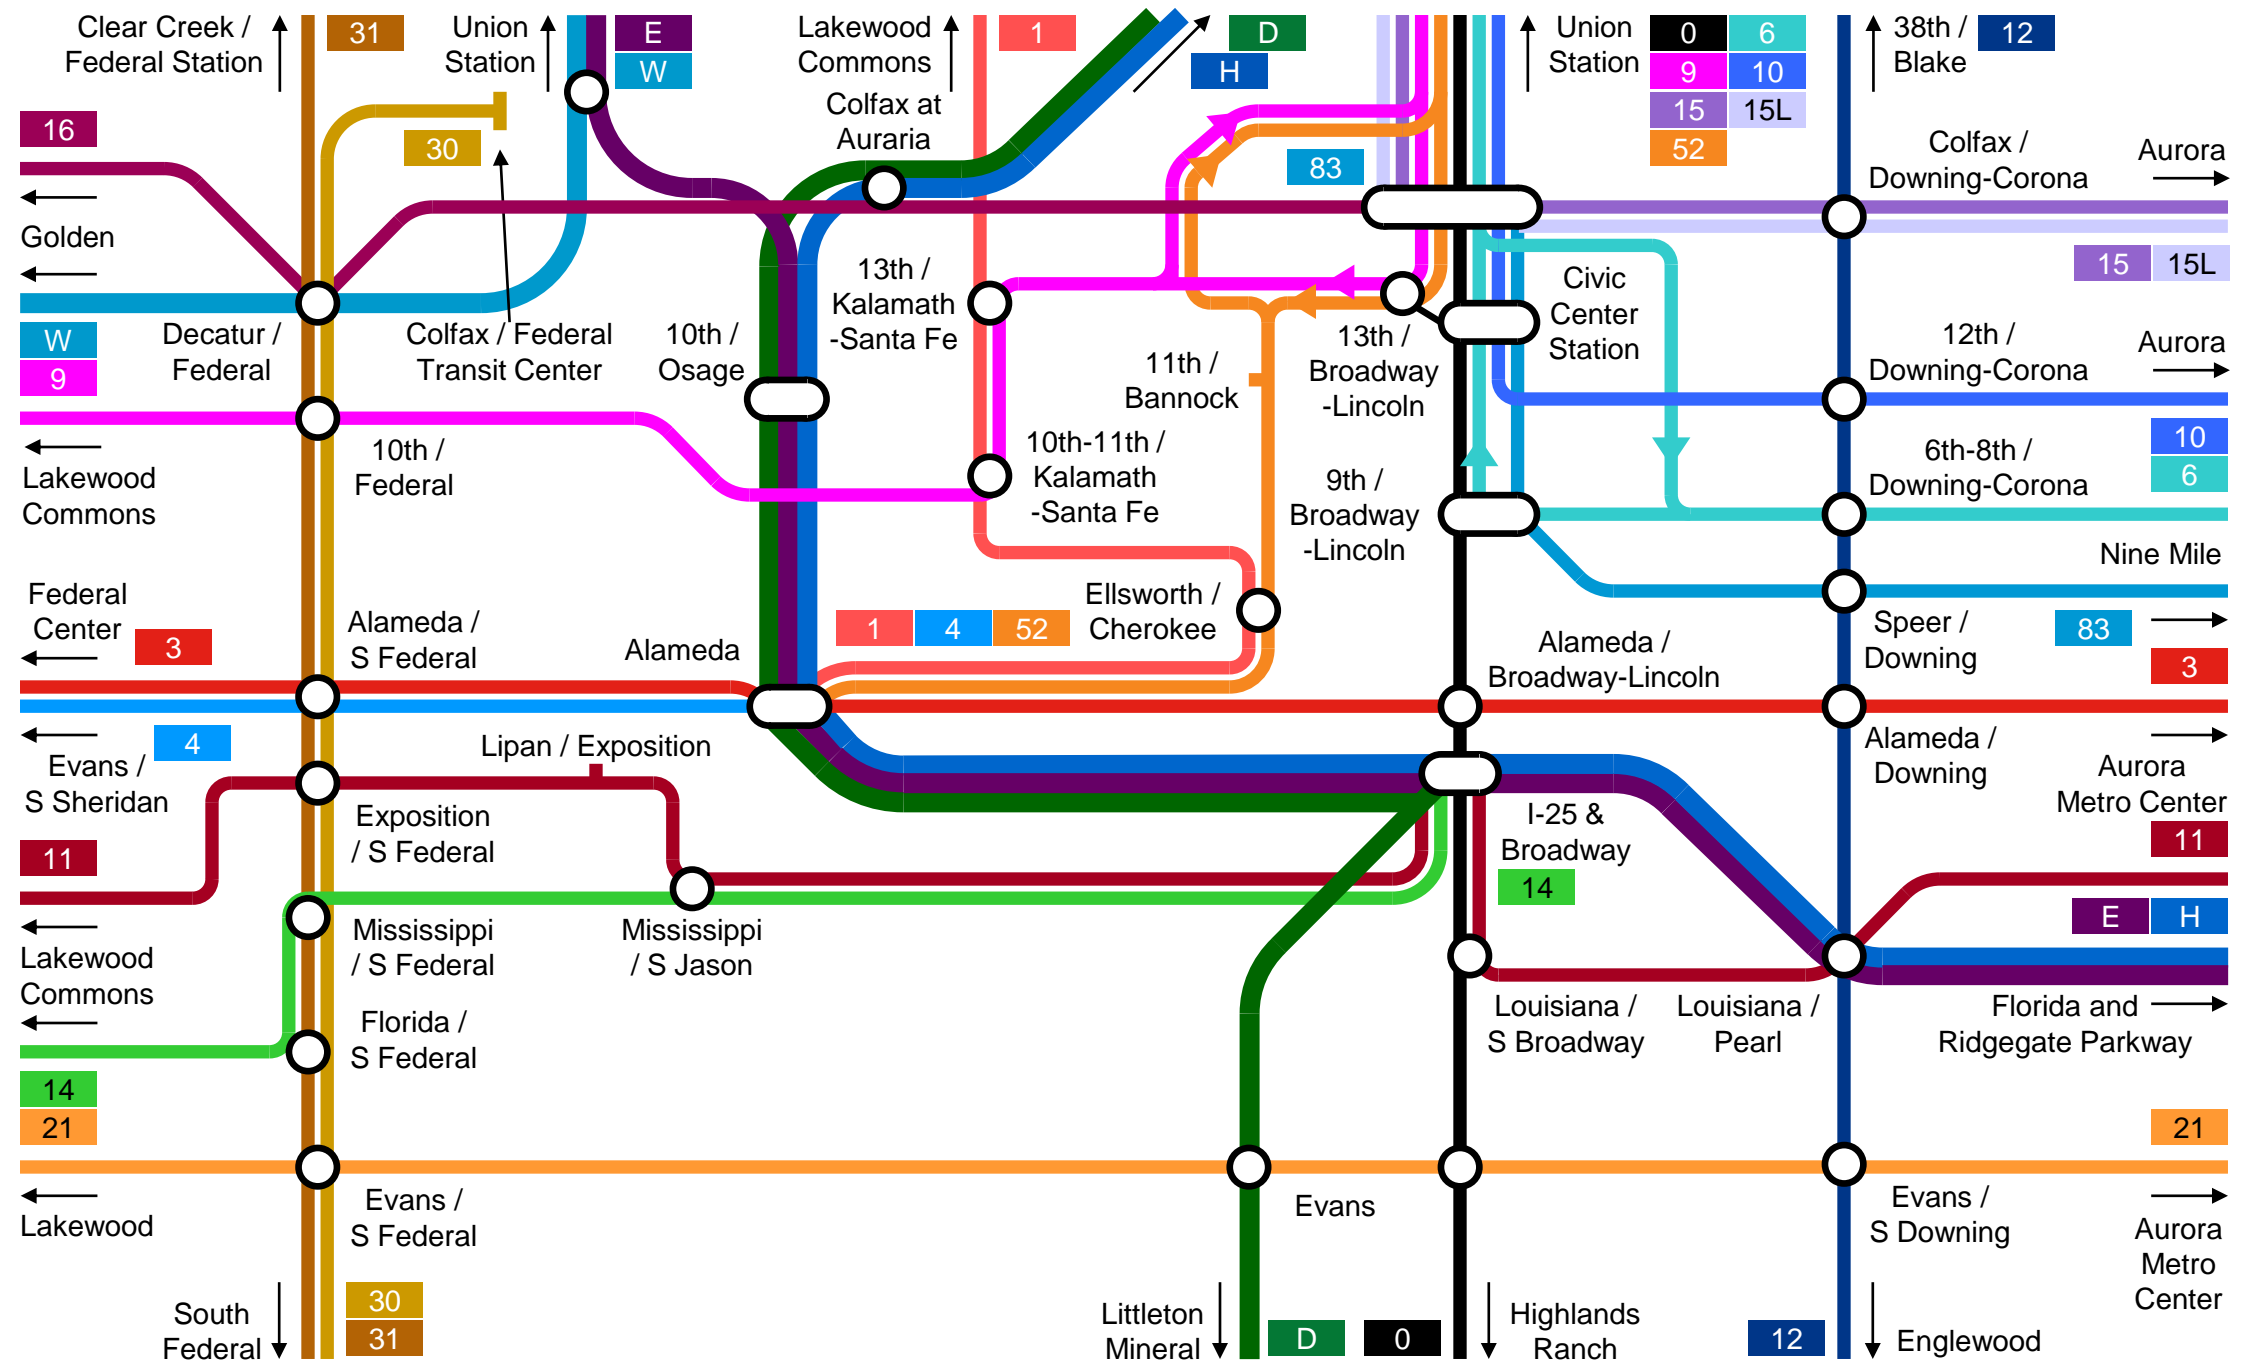 Clear Creek /
Federal Station
31
Union
Station
E
W
Lakewood
Commons
1
D
H
Union
Station
0
6
9
10
15
15L
52
38th /
Blake
12
16
30
Colfax at
Auraria
83
Colfax /
Downing-Corona
Aurora
Golden
15
15L
W
9
Decatur /
Federal
Colfax / Federal
Transit Center
10th /
Osage
13th /
Kalamath
-Santa Fe
11th /
Bannock
13th /
Broadway
-Lincoln
Civic
Center
Station
12th /
Downing-Corona
Aurora
10
6
Lakewood
Commons
10th /
Federal
10th-11th /
Kalamath
-Santa Fe
9th /
Broadway
-Lincoln
6th-8th /
Downing-Corona
Nine Mile
Federal
Center
3
Alameda /
S Federal
Alameda
1
4
52
Ellsworth /
Cherokee
Alameda /
Broadway-Lincoln
Speer /
Downing
83
3
4
Evans /
S Sheridan
Lipan / Exposition
Alameda /
Downing
Aurora
Metro Center
11
11
Exposition
/ S Federal
I-25 &
Broadway
14
E
H
Lakewood
Commons
Mississippi
/ S Federal
Mississippi
/ S Jason
Louisiana /
S Broadway
Louisiana /
Pearl
Florida and
Ridgegate Parkway
Florida /
S Federal
14
21
21
Lakewood
Evans /
S Federal
Evans
Evans /
S Downing
Aurora
Metro
Center
South
Federal
30
31
Littleton
Mineral
D
0
Highlands
Ranch
12
Englewood